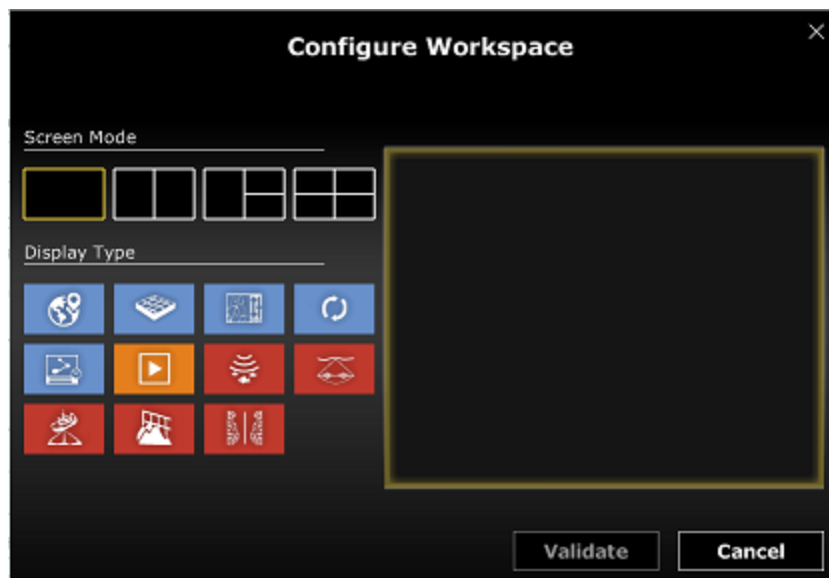 Configure Workspace
Screen Mode
Display Type
Validate
Cancel